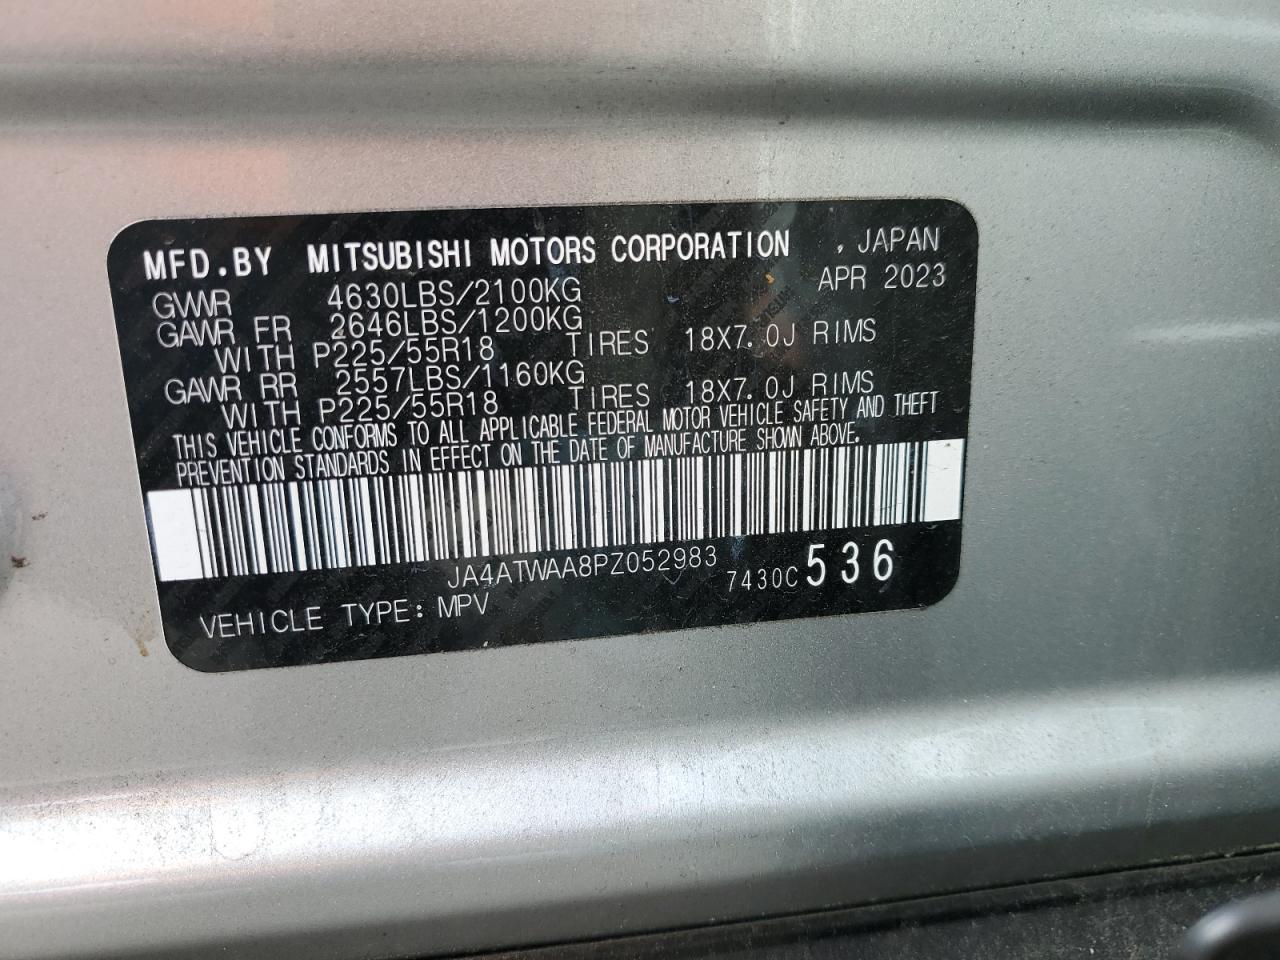 MFD.BY MITSUBISHI MOTORS CORPORATION , JAPAN
GVWR 4630LBS/2100KG APR 2023
GAWR FR 2646LBS/1200KG
WITH P225/55R18 TIRES 18X7.0J RIMS
GAWR RR 2557LBS/1160KG
WITH P225/55R18 TIRES 18X7.0J RIMS
THIS VEHICLE CONFORMS TO ALL APPLICABLE FEDERAL MOTOR VEHICLE SAFETY AND THEFT
PREVENTION STANDARDS IN EFFECT ON THE DATE OF MANUFACTURE SHOWN ABOVE.
JA4ATWAA8PZ052983
7430C 536
VEHICLE TYPE: MPV